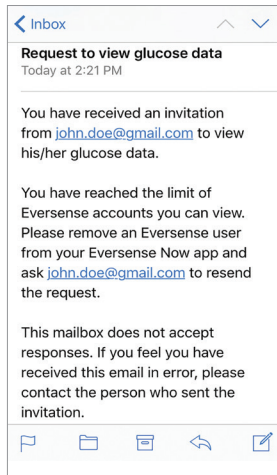 Inbox
Request to view glucose data
Today at 2:21 PM
You have received an invitation
from john.doe@gmail.com to view
his/her glucose data.
You have reached the limit of
Eversense accounts you can view.
Please remove an Eversense user
from your Eversense Now app and
ask john.doe@gmail.com to resend
the request.
This mailbox does not accept
responses. If you feel you have
received this email in error, please
contact the person who sent the
invitation.